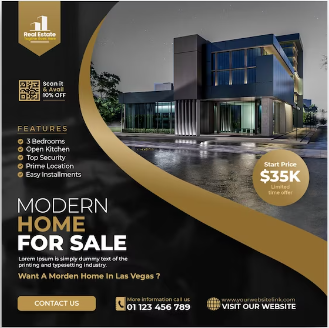 Real Estate
Scan it
& Avail
10% OFF
FEATURES
3 Bedrooms
Open Kitchen
Top Security
Prime Location
Easy Installments
Start Price
$35K
Limited
time offer
MODERN
HOME
FOR SALE
Lorem Ipsum is simply dummy text of the
printing and typesetting industry.
Want A Morden Home In Las Vegas ?
CONTACT US
More Information call us
01 123 456 789
www.yourwebsitelink.com
VISIT OUR WEBSITE